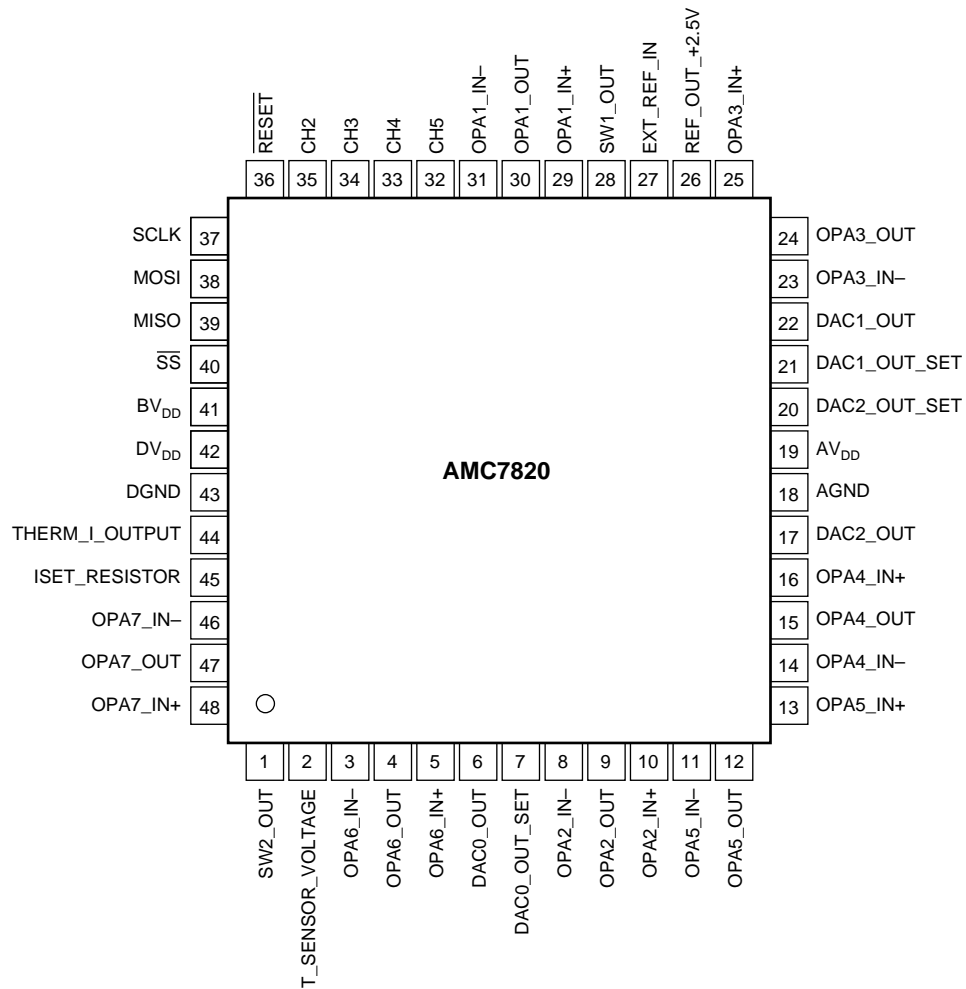 RESET
CH2
CH3
CH4
CH5
OPA1_IN–
OPA1_OUT
OPA1_IN+
SW1_OUT
EXT_REF_IN
REF_OUT_+2.5V
OPA3_IN+
36 35 34 33 32 31 30 29 28 27 26 25
SCLK 37
MOSI 38
MISO 39
SS 40
BVDD 41
DVDD 42
DGND 43
THERM_I_OUTPUT 44
ISET_RESISTOR 45
OPA7_IN– 46
OPA7_OUT 47
OPA7_IN+ 48
AMC7820
24 OPA3_OUT
23 OPA3_IN–
22 DAC1_OUT
21 DAC1_OUT_SET
20 DAC2_OUT_SET
19 AVDD
18 AGND
17 DAC2_OUT
16 OPA4_IN+
15 OPA4_OUT
14 OPA4_IN–
13 OPA5_IN+
1 2 3 4 5 6 7 8 9 10 11 12
SW2_OUT
T_SENSOR_VOLTAGE
OPA6_IN–
OPA6_OUT
OPA6_IN+
DAC0_OUT
DAC0_OUT_SET
OPA2_IN–
OPA2_OUT
OPA2_IN+
OPA5_IN–
OPA5_OUT